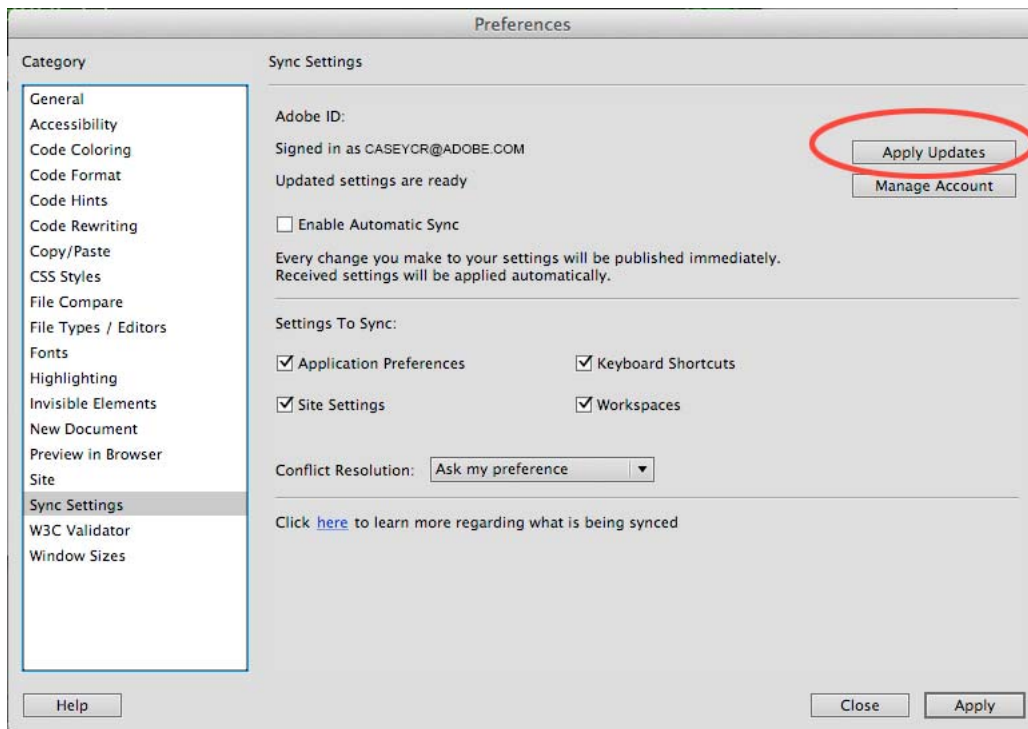 Preferences
Category
General
Accessibility
Code Coloring
Code Format
Code Hints
Code Rewriting
Copy/Paste
CSS Styles
File Compare
File Types / Editors
Fonts
Highlighting
Invisible Elements
New Document
Preview in Browser
Site
Sync Settings
W3C Validator
Window Sizes
Sync Settings
Adobe ID:
Signed in as CASEYCR@ADOBE.COM
Apply Updates
Updated settings are ready
Manage Account
Enable Automatic Sync
Every change you make to your settings will be published immediately.
Received settings will be applied automatically.
Settings To Sync:
Application Preferences
Keyboard Shortcuts
Site Settings
Workspaces
Conflict Resolution: Ask my preference
Click here to learn more regarding what is being synced
Help
Close
Apply